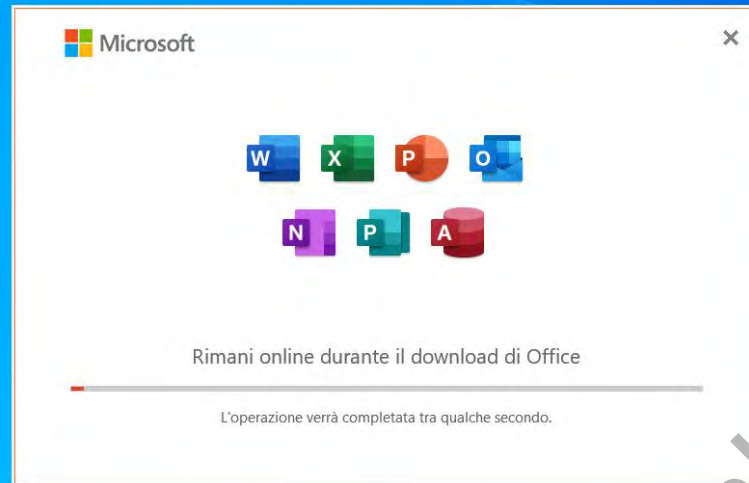 Microsoft
W X P O
N P A
Rimani online durante il download di Office
L'operazione verrà completata tra qualche secondo.